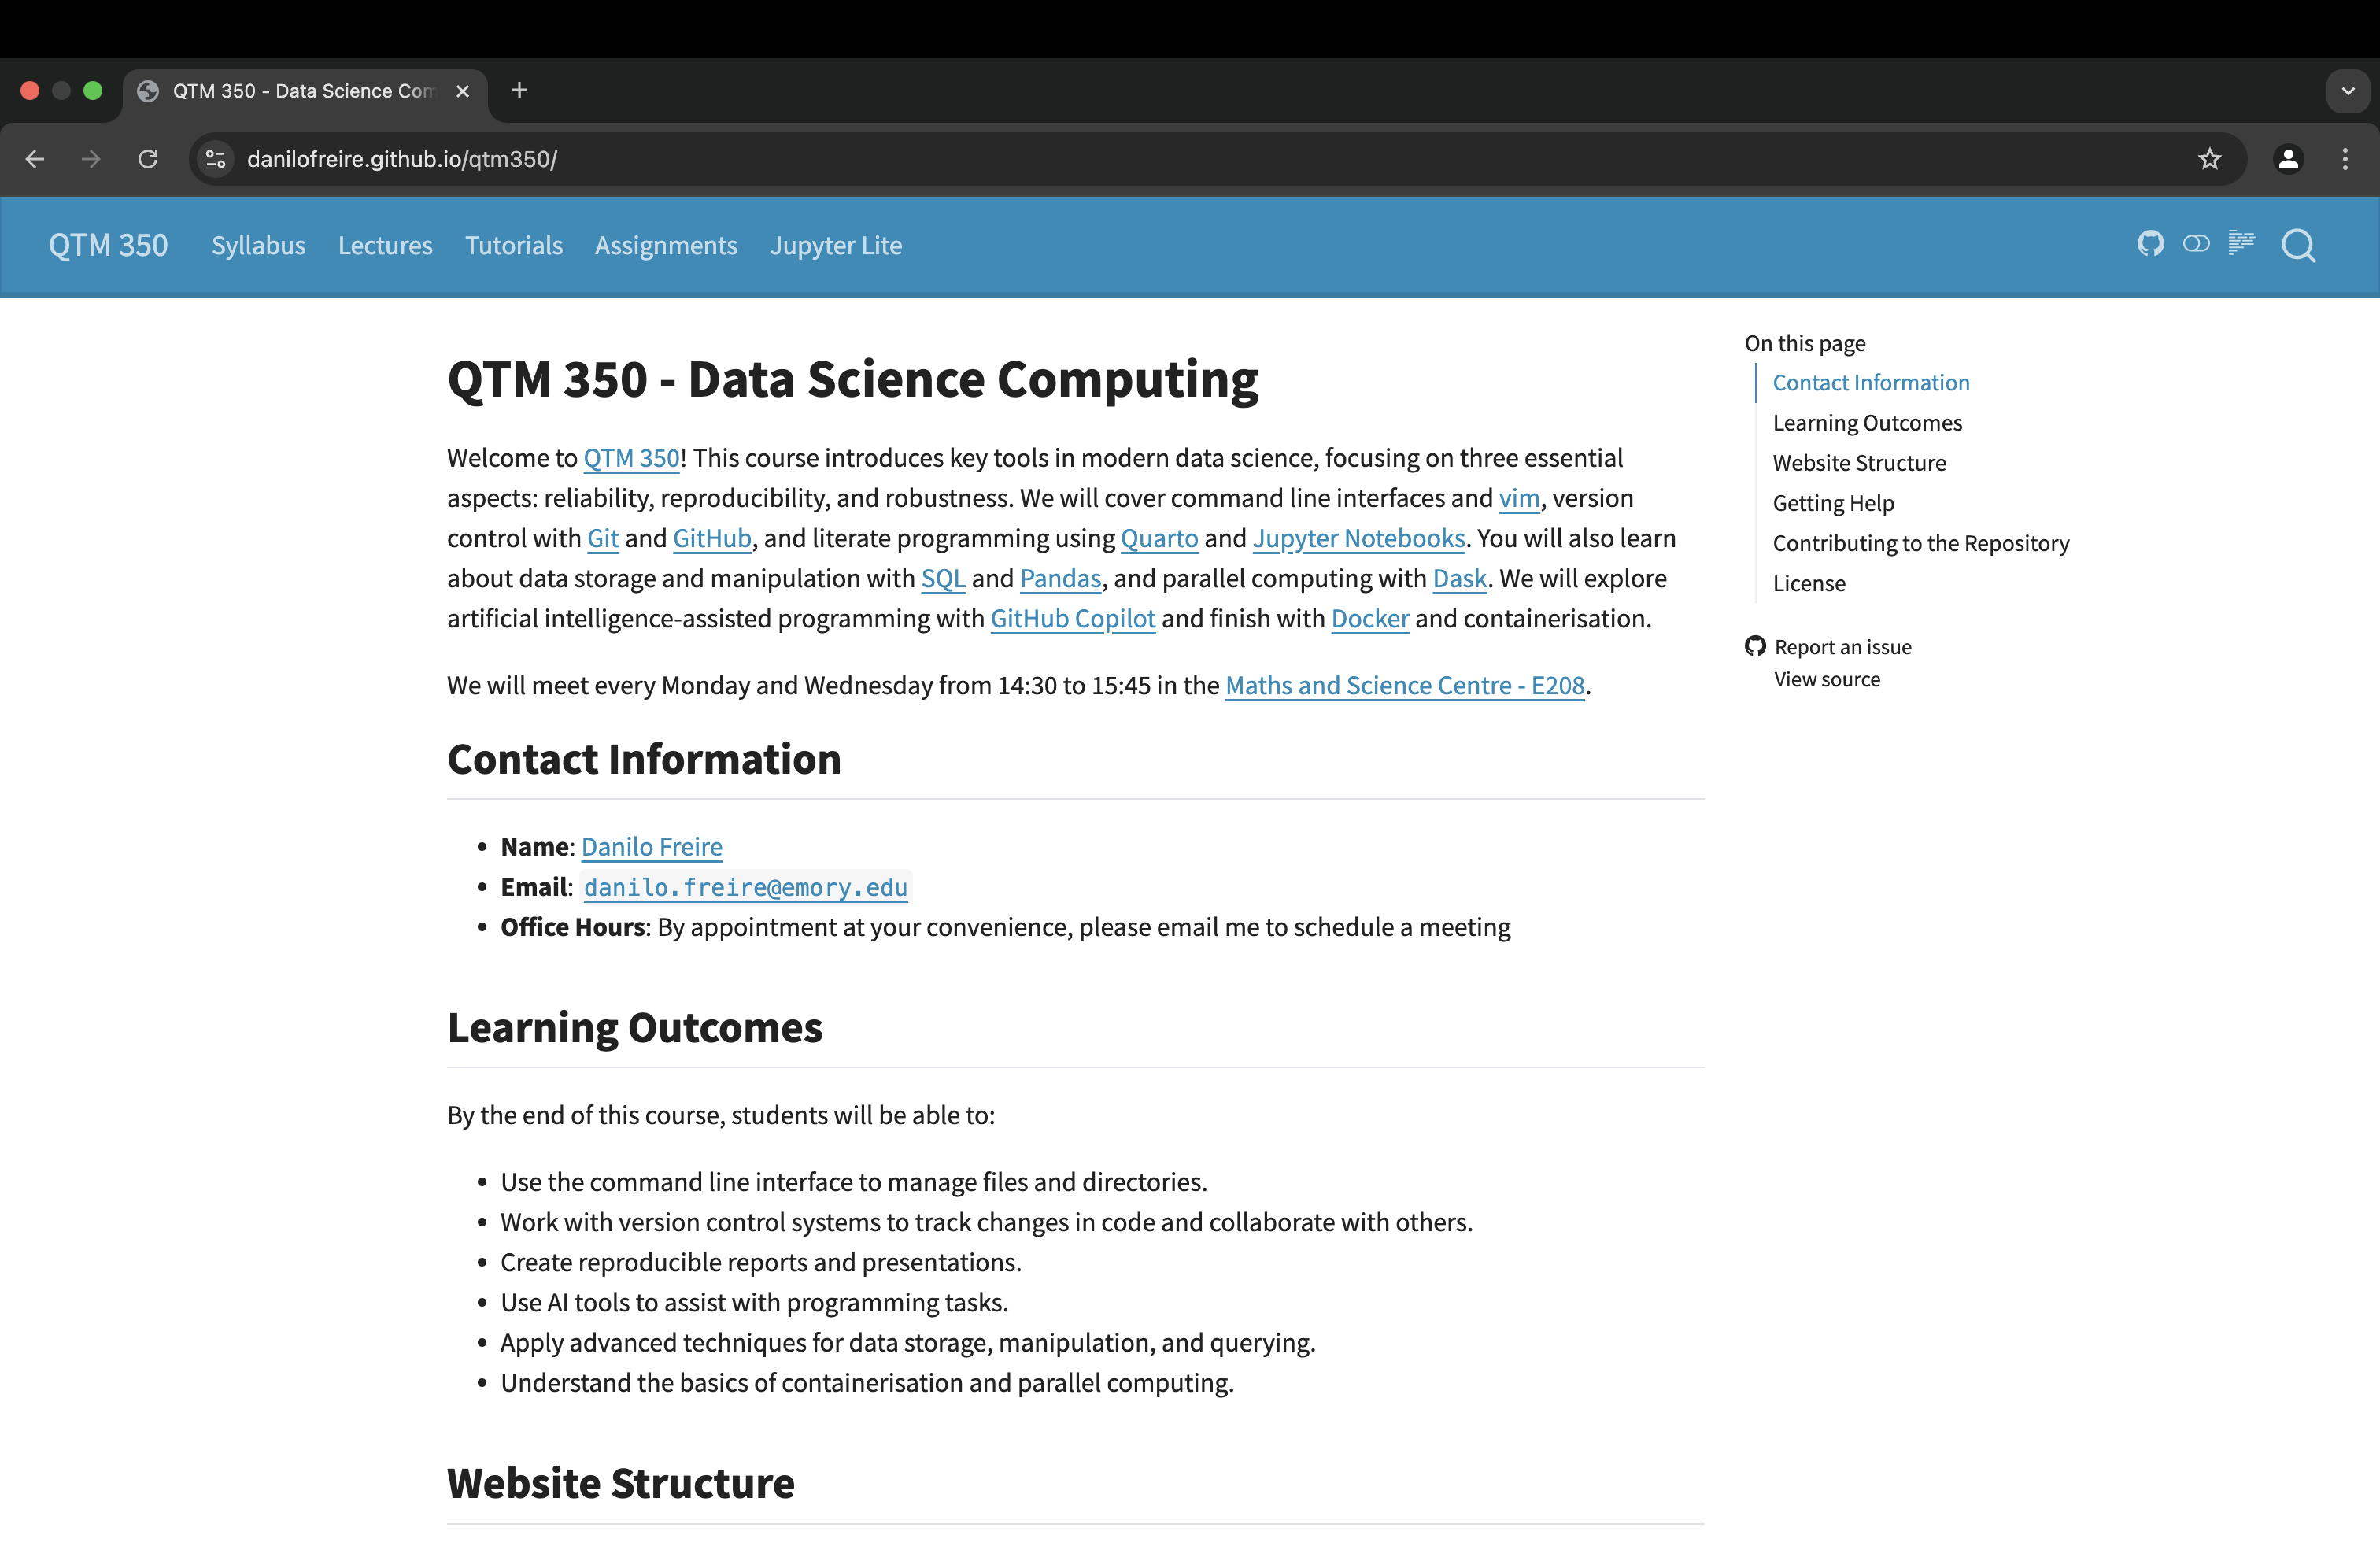 QTM 350 - Data Science Com
danilofreire.github.io/qtm350/
QTM 350 Syllabus Lectures Tutorials Assignments Jupyter Lite
QTM 350 - Data Science Computing
Welcome to QTM 350! This course introduces key tools in modern data science, focusing on three essential
aspects: reliability, reproducibility, and robustness. We will cover command line interfaces and vim, version
control with Git and GitHub, and literate programming using Quarto and Jupyter Notebooks. You will also learn
about data storage and manipulation with SQL and Pandas, and parallel computing with Dask. We will explore
artificial intelligence-assisted programming with GitHub Copilot and finish with Docker and containerisation.
We will meet every Monday and Wednesday from 14:30 to 15:45 in the Maths and Science Centre - E208.
Contact Information
• Name: Danilo Freire
• Email: danilo.freire@emory.edu
• Office Hours: By appointment at your convenience, please email me to schedule a meeting
Learning Outcomes
By the end of this course, students will be able to:
• Use the command line interface to manage files and directories.
• Work with version control systems to track changes in code and collaborate with others.
• Create reproducible reports and presentations.
• Use AI tools to assist with programming tasks.
• Apply advanced techniques for data storage, manipulation, and querying.
• Understand the basics of containerisation and parallel computing.
Website Structure
On this page
Contact Information
Learning Outcomes
Website Structure
Getting Help
Contributing to the Repository
License
Report an issue
View source